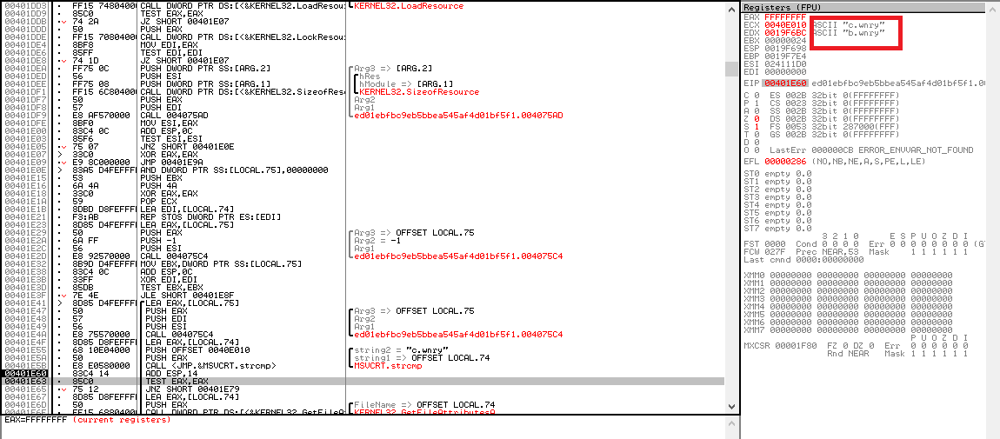 00401DD3 · FF15 74804000 CALL DWORD PTR DS:[<&KERNEL32.LoadResou KERNEL32.LoadResource
85C0 TEST EAX,EAX
00401DDB 74 2A JZ SHORT 00401E07
50 PUSH EAX
FF15 70804000 CALL DWORD PTR DS:[<&KERNEL32.LockResou
00401DE4 8BF8 MOV EDI,EAX
85FF TEST EDI,EDI
00401DE8 74 1D JZ SHORT 00401E07
00401DEA FF75 0C PUSH DWORD PTR SS:[ARG.2] Arg3 => [ARG.2]
56 PUSH ESI hRes
FF75 08 PUSH DWORD PTR SS:[ARG.1] hModule => [ARG.1]
00401DF1 FF15 6C804000 CALL DWORD PTR DS:[<&KERNEL32.SizeofReso KERNEL32.SizeofResource
00401DF7 50 PUSH EAX Arg2
00401DF8 57 PUSH EDI Arg1
00401DF9 E8 AF570000 CALL 004075AD ed01ebfbc9eb5bbea545af4d01bf5f1.004075AD
8BF0 MOV ESI,EAX
00401E00 83C4 0C ADD ESP,0C
00401E03 85F6 TEST ESI,ESI
00401E05 75 07 JNZ SHORT 00401E0E
00401E07 33C0 XOR EAX,EAX
00401E09 E9 8C000000 JMP 00401E9A
00401E0E 83A5 D4FEFFFF AND DWORD PTR SS:[LOCAL.75],00000000
00401E15 53 PUSH EBX
00401E16 6A 4A PUSH 4A
00401E18 33C0 XOR EAX,EAX
00401E1A 59 POP ECX
00401E1B 8DBD D8FEFFFF LEA EDI,[LOCAL.74]
00401E21 F3:AB REP STOS DWORD PTR ES:[EDI]
00401E23 8D85 D4FEFFFF LEA EAX,[LOCAL.75]
00401E29 50 PUSH EAX Arg3 => OFFSET LOCAL.75
00401E2A 6A FF PUSH -1 Arg2 = -1
00401E2C 56 PUSH ESI Arg1
00401E2D E8 92570000 CALL 004075C4 ed01ebfbc9eb5bbea545af4d01bf5f1.004075C4
00401E32 8B9D D4FEFFFF MOV EBX,DWORD PTR SS:[LOCAL.75]
00401E38 83C4 0C ADD ESP,0C
00401E3B 33FF XOR EDI,EDI
00401E3D 85DB TEST EBX,EBX
00401E3F 7E 4E JLE SHORT 00401E8F
00401E41 8D85 D4FEFFFF LEA EAX,[LOCAL.75]
00401E47 50 PUSH EAX Arg3 => OFFSET LOCAL.75
00401E48 57 PUSH EDI Arg2
00401E49 56 PUSH ESI Arg1
00401E4A E8 75570000 CALL 004075C4 ed01ebfbc9eb5bbea545af4d01bf5f1.004075C4
00401E4F 8D85 D8FEFFFF LEA EAX,[LOCAL.74]
00401E55 68 10E04000 PUSH OFFSET 0040E010 string2 = "c.wnry"
00401E5A 50 PUSH EAX string1 => OFFSET LOCAL.74
00401E5B E8 E0580000 CALL <JMP.&MSVCRT.strcmp> MSVCRT.strcmp
00401E60 83C4 14 ADD ESP,14
00401E63 85C0 TEST EAX,EAX
00401E65 75 12 JNZ SHORT 00401E79
00401E67 8D85 D8FEFFFF LEA EAX,[LOCAL.74]
50 PUSH EAX FileName => OFFSET LOCAL.74
FF15 68804000 CALL DWORD PTR DS:[<&KERNEL32.GetFileAt KERNEL32.GetFileAttributesA
EAX=FFFFFFFF (current registers)
Registers (FPU)
EAX FFFFFFFF
ECX 0040E010 ASCII "c.wnry"
EDX 0019F6BC ASCII "b.wnry"
EBX 00000024
ESP 0019F698
EBP 0019F7E4
ESI 024111D0
EDI 00000000
EIP 00401E60 ed01ebfbc9eb5bbea545af4d01bf5f1.00
C 0 ES 002B 32bit 0(FFFFFFFF)
P 1 CS 0023 32bit 0(FFFFFFFF)
A 0 SS 002B 32bit 0(FFFFFFFF)
Z 0 DS 002B 32bit 0(FFFFFFFF)
S 1 FS 0053 32bit 287000(FFF)
T 0 GS 002B 32bit 0(FFFFFFFF)
D 0
O 0 LastErr 000000CB ERROR_ENVVAR_NOT_FOUND
EFL 00000286 (NO,NB,NE,A,S,PE,L,LE)
ST0 empty 0.0
ST1 empty 0.0
ST2 empty 0.0
ST3 empty 0.0
ST4 empty 0.0
ST5 empty 0.0
ST6 empty 0.0
ST7 empty 0.0
3 2 1 0 E S P U O Z D I
FST 0000 Cond 0 0 0 0 Err 0 0 0 0 0 0 0 0 (GT
FCW 027F Prec NEAR,53 Mask 1 1 1 1 1 1
Last cmnd 0000:00000000
XMM0 00000000 00000000 00000000 00000000
XMM1 00000000 00000000 00000000 00000000
XMM2 00000000 00000000 00000000 00000000
XMM3 00000000 00000000 00000000 00000000
XMM4 00000000 00000000 00000000 00000000
XMM5 00000000 00000000 00000000 00000000
XMM6 00000000 00000000 00000000 00000000
XMM7 00000000 00000000 00000000 00000000
P U O Z D I
MXCSR 00001F80 FZ 0 DZ 0 Err 0 0 0 0 0 0
Rnd NEAR Mask 1 1 1 1 1 1